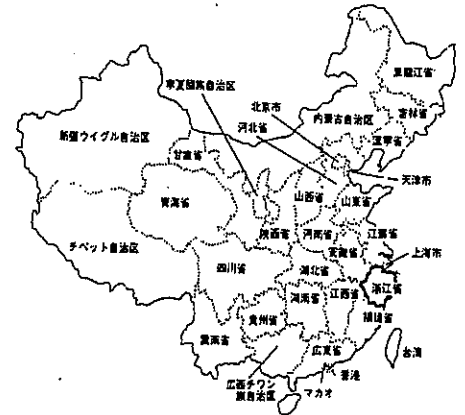 黒龍江省
寧夏回族自治区
北京市
吉林省
河北省
内蒙古自治区
新疆ウイグル自治区
遼寧省
甘粛省
天津市
山西省
山東省
青海省
陝西省
河南省
江蘇省
チベット自治区
安徽省
上海市
四川省
湖北省
浙江省
湖南省
江西省
貴州省
福建省
雲南省
広東省
台湾
香港
広西チワン
族自治区
マカオ